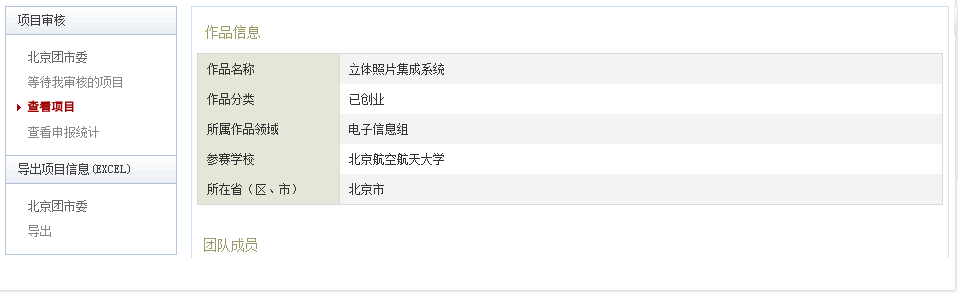 项目审核
北京团市委
等待我审核的项目
查看项目
查看申报统计
导出项目信息(EXCEL)
北京团市委
导出
作品信息
作品名称 立体照片集成系统
作品分类 已创业
所属作品领域 电子信息组
参赛学校 北京航空航天大学
所在省（区、市） 北京市
团队成员